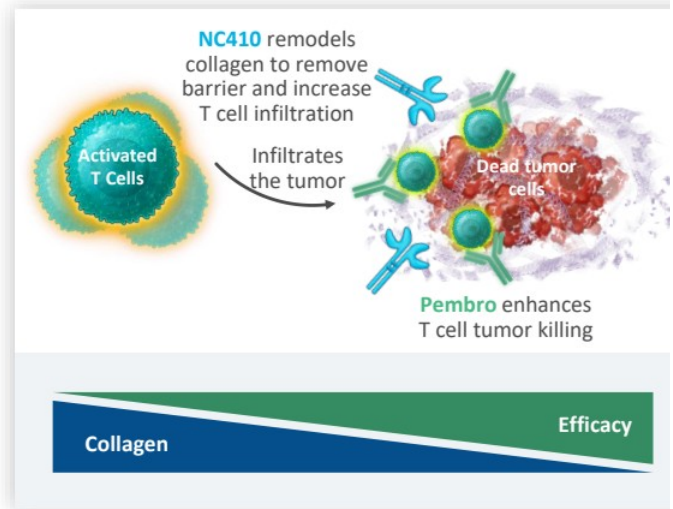 NC410 remodels
collagen to remove
barrier and increase
T cell infiltration
Activated
T Cells
Infiltrates
the tumor
Dead tumor
cells
Pembro enhances
T cell tumor killing
Collagen
Efficacy